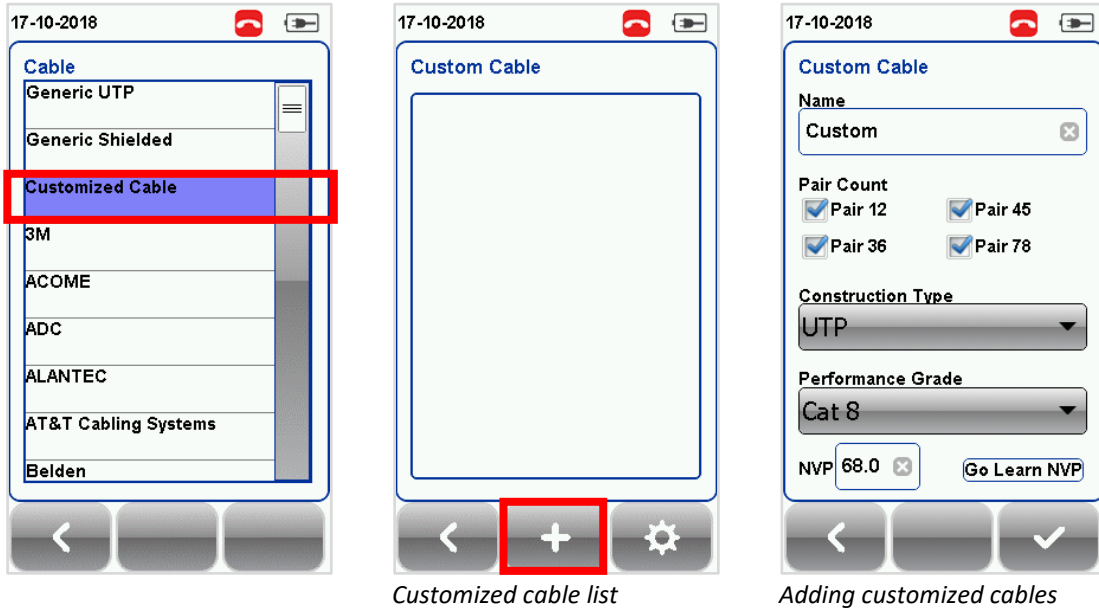 17-10-2018
Cable
Generic UTP
Generic Shielded
Customized Cable
3M
ACOME
ADC
ALANTEC
AT&T Cabling Systems
Belden
17-10-2018
Custom Cable
Customized cable list
17-10-2018
Custom Cable
Name
Custom
Pair Count
Pair 12 Pair 45
Pair 36 Pair 78
Construction Type
UTP
Performance Grade
Cat 8
NVP 68.0 Go Learn NVP
Adding customized cables